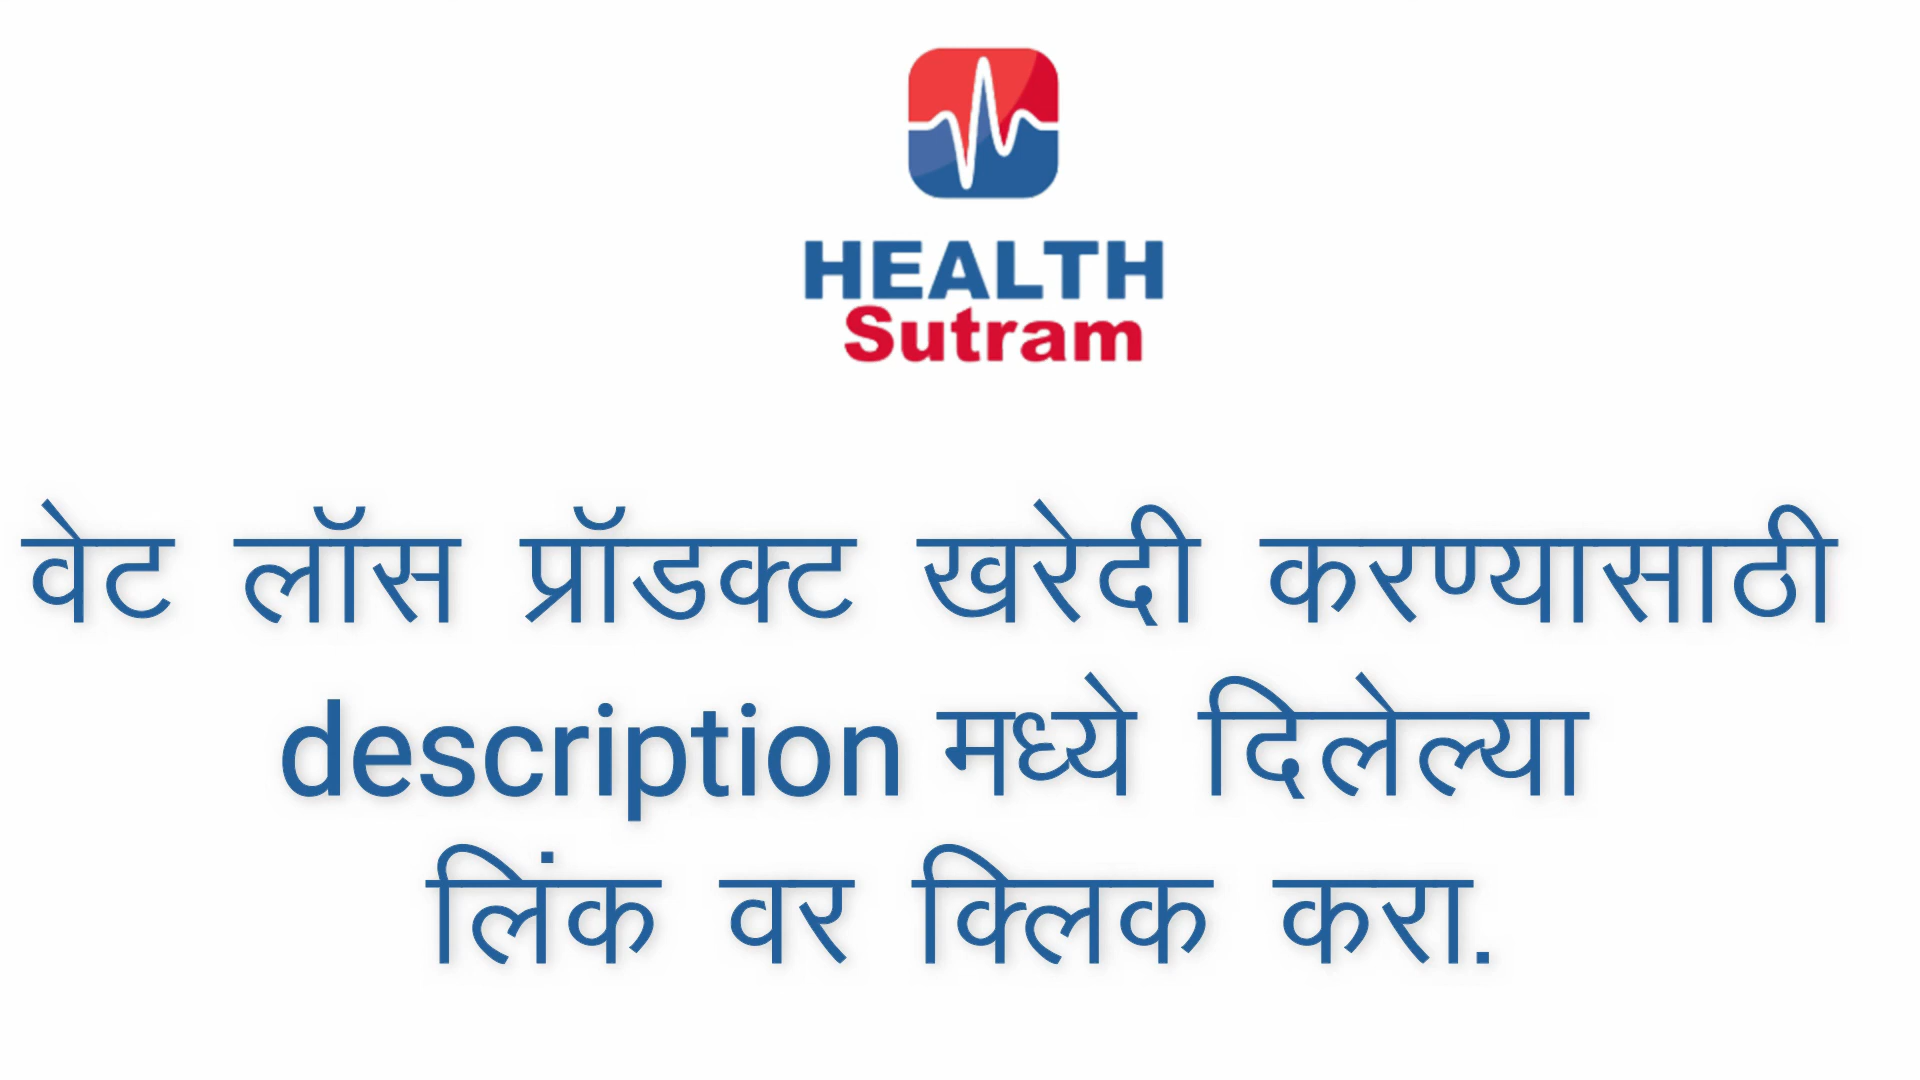 HEALTH
Sutram
वेट लॉस प्रॉडक्ट खरेदी करण्यासाठी
description मध्ये दिलेल्या
लिंक वर क्लिक करा.